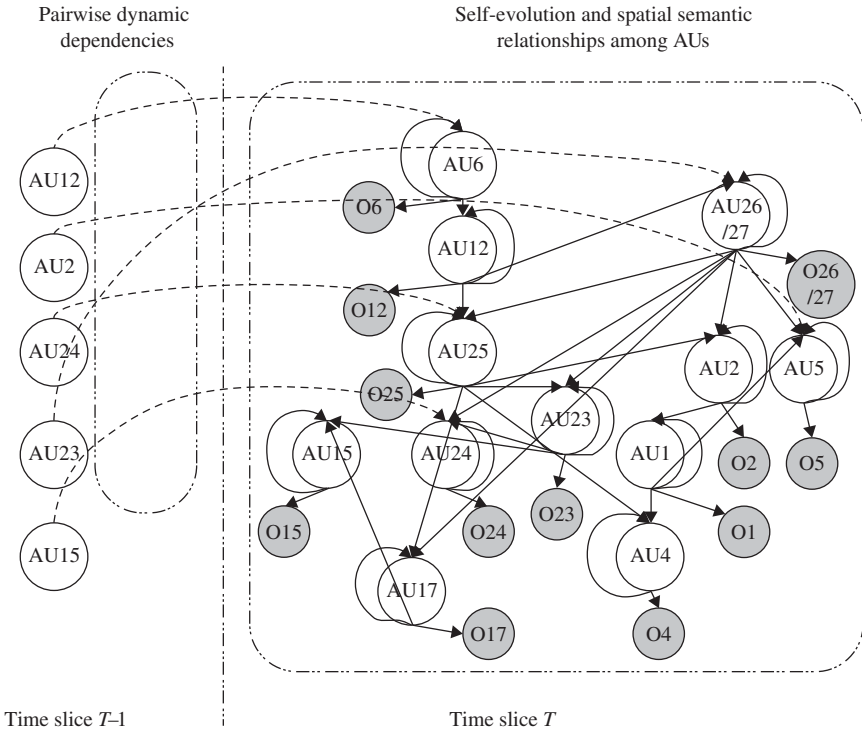 Pairwise dynamic
dependencies
Self-evolution and spatial semantic
relationships among AUs
AU12
AU2
AU24
AU23
AU15
AU6
O6
AU12
O12
AU25
O25
AU26
/27
O26
/27
AU2
AU5
AU15
AU24
AU23
AU1
O2
O5
O15
O24
O23
O1
AU17
AU4
O17
O4
Time slice T–1
Time slice T